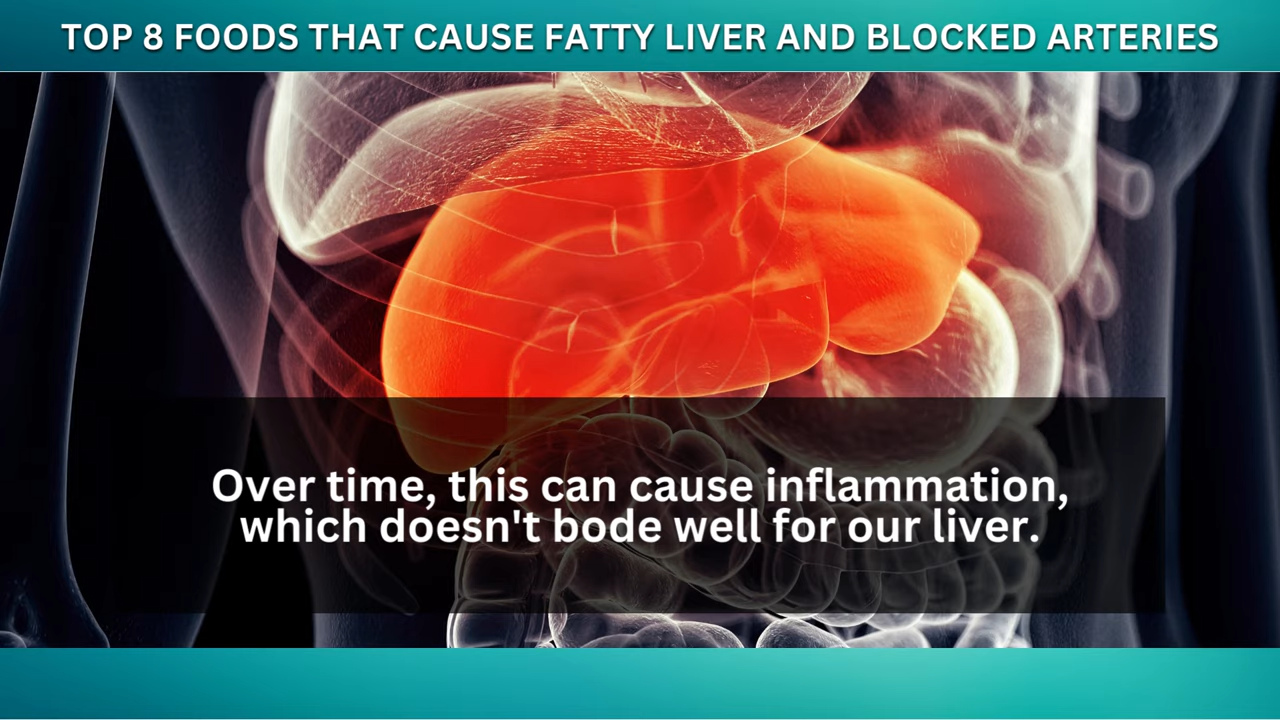 TOP 8 FOODS THAT CAUSE FATTY LIVER AND BLOCKED ARTERIES
Over time, this can cause inflammation,
which doesn't bode well for our liver.